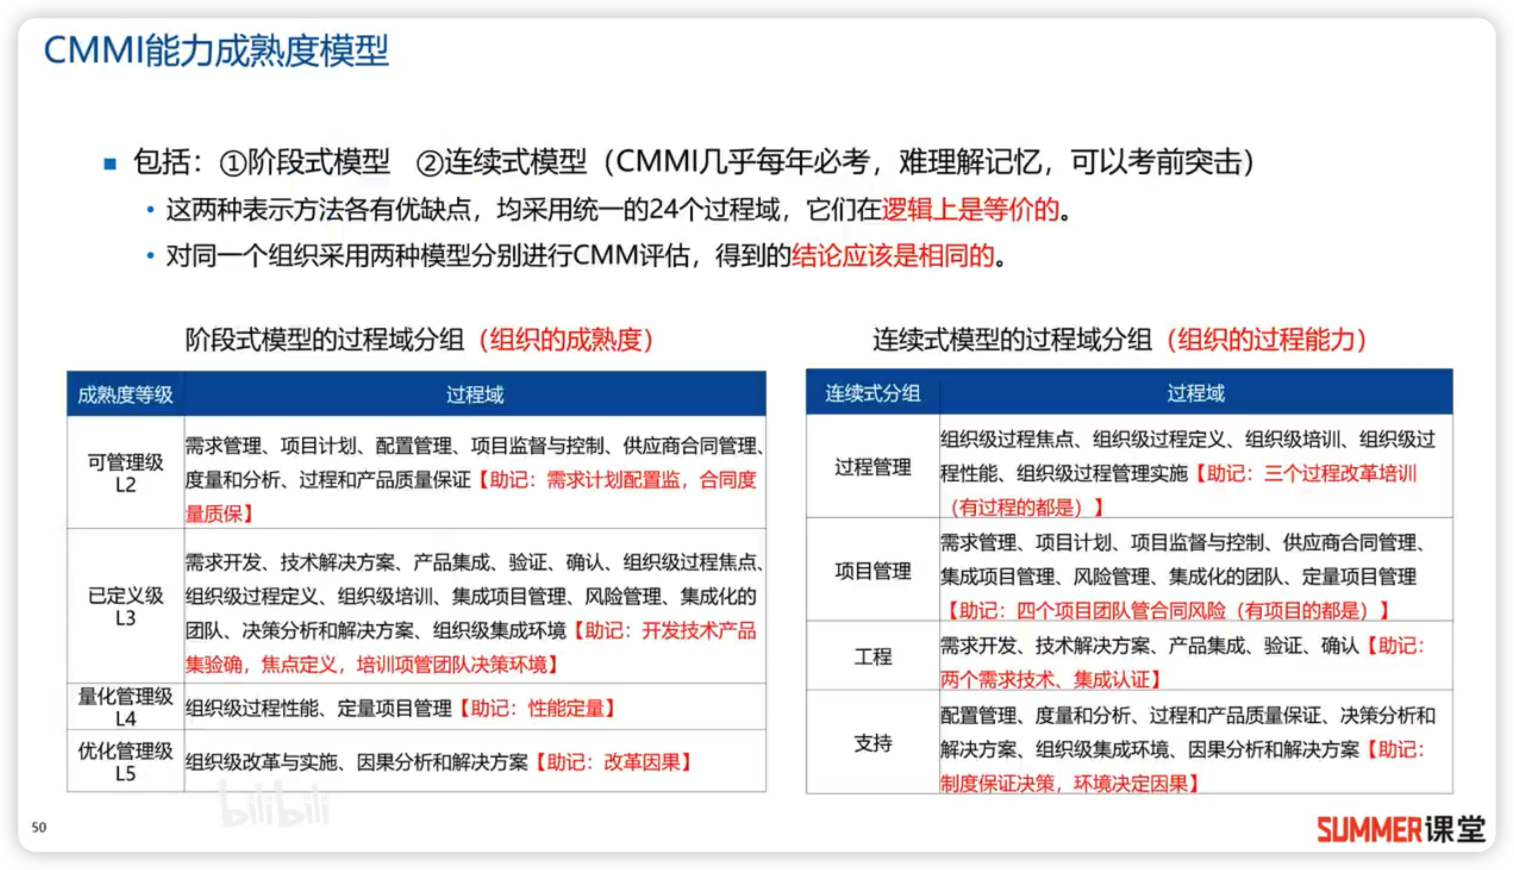 CMMI能力成熟度模型
包括：①阶段式模型 ②连续式模型（CMMI几乎每年必考，难理解记忆，可以考前突击）
这两种表示方法各有优缺点，均采用统一的24个过程域，它们在逻辑上是等价的。
对同一个组织采用两种模型分别进行CMM评估，得到的结论应该是相同的。
阶段式模型的过程域分组（组织的成熟度）
成熟度等级 过程域
可管理级
L2
需求管理、项目计划、配置管理、项目监督与控制、供应商合同管理、
度量和分析、过程和产品质量保证【助记：需求计划配置监，合同度
量质保】
已定义级
L3
需求开发、技术解决方案、产品集成、验证、确认、组织级过程焦点、
组织级过程定义、组织级培训、集成项目管理、风险管理、集成化的
团队、决策分析和解决方案、组织级集成环境【助记：开发技术产品
集验确，焦点定义，培训项管团队决策环境】
量化管理级
L4
组织级过程性能、定量项目管理【助记：性能定量】
优化管理级
L5
组织级改革与实施、因果分析和解决方案【助记：改革因果】
连续式模型的过程域分组（组织的过程能力）
连续式分组 过程域
过程管理
组织级过程焦点、组织级过程定义、组织级培训、组织级过
程性能、组织级过程管理实施【助记：三个过程改革培训
（有过程的都是）】
项目管理
需求管理、项目计划、项目监督与控制、供应商合同管理、
集成项目管理、风险管理、集成化的团队、定量项目管理
【助记：四个项目团队管合同风险（有项目的都是）】
工程
需求开发、技术解决方案、产品集成、验证、确认【助记：
两个需求技术、集成认证】
支持
配置管理、度量和分析、过程和产品质量保证、决策分析和
解决方案、组织级集成环境、因果分析和解决方案【助记：
制度保证决策，环境决定因果】
bilibili
50
SUMMER课堂